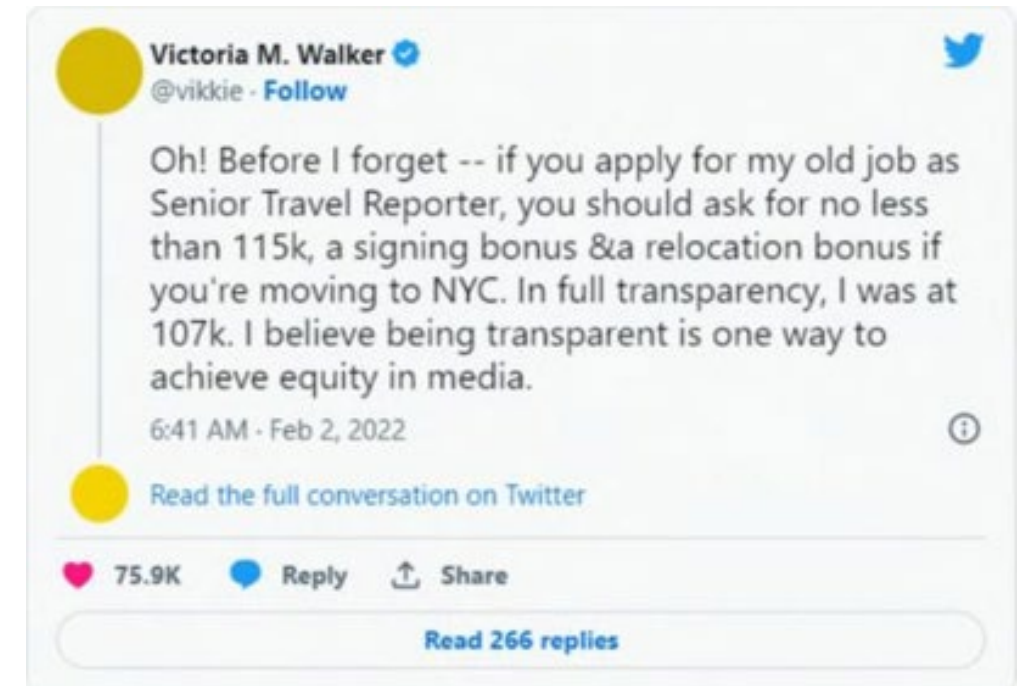 Victoria M. Walker
@vikkie · Follow
Oh! Before I forget -- if you apply for my old job as
Senior Travel Reporter, you should ask for no less
than 115k, a signing bonus &a relocation bonus if
you're moving to NYC. In full transparency, I was at
107k. I believe being transparent is one way to
achieve equity in media.
6:41 AM · Feb 2, 2022
Read the full conversation on Twitter
75.9K Reply Share
Read 266 replies